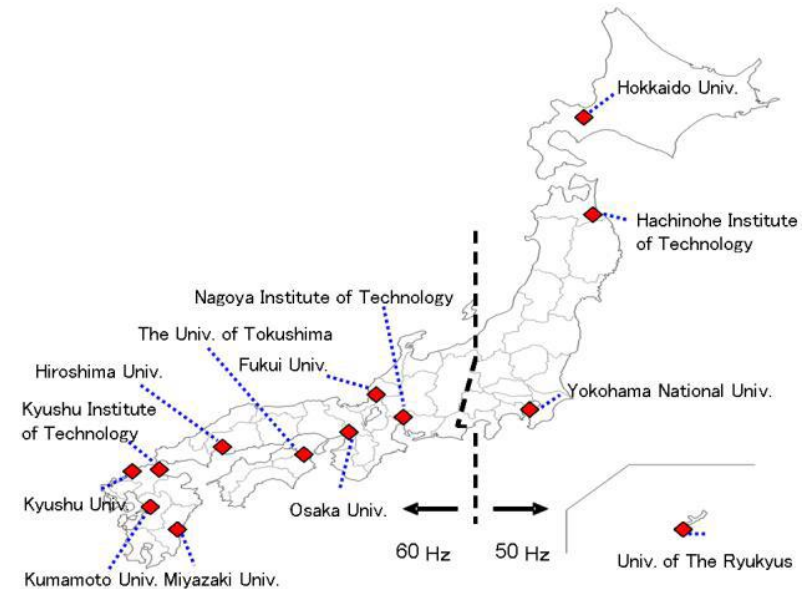 Hokkaido Univ.
Hachinohe Institute
of Technology
Nagoya Institute of Technology
The Univ. of Tokushima
Fukui Univ.
Hiroshima Univ.
Yokohama National Univ.
Kyushu Institute
of Technology
Kyushu Univ.
Osaka Univ.
60 Hz
50 Hz
Univ. of The Ryukyus
Kumamoto Univ.
Miyazaki Univ.